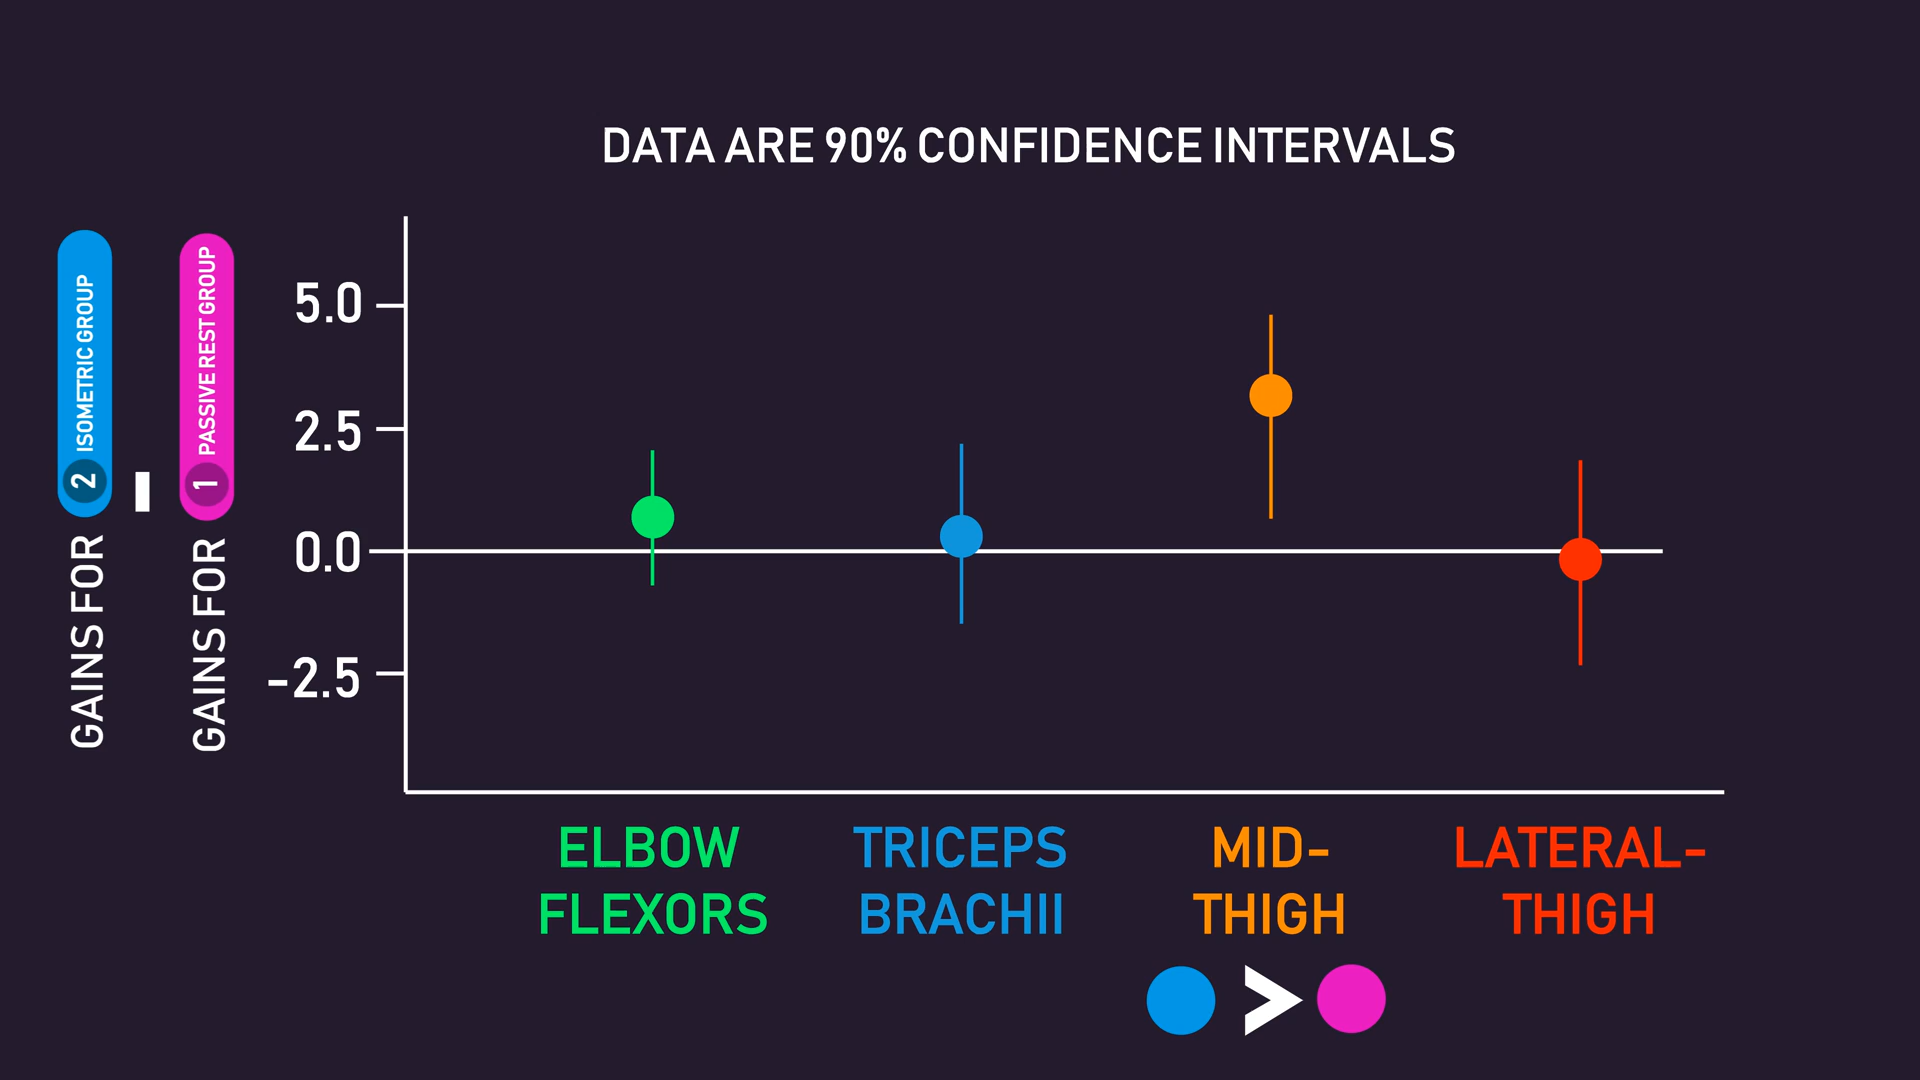 DATA ARE 90% CONFIDENCE INTERVALS
GAINS FOR 2 ISOMETRIC GROUP
-
GAINS FOR 1 PASSIVE REST GROUP
5.0
2.5
0.0
-2.5
ELBOW
FLEXORS
TRICEPS
BRACHII
MID-
THIGH
LATERAL-
THIGH
>